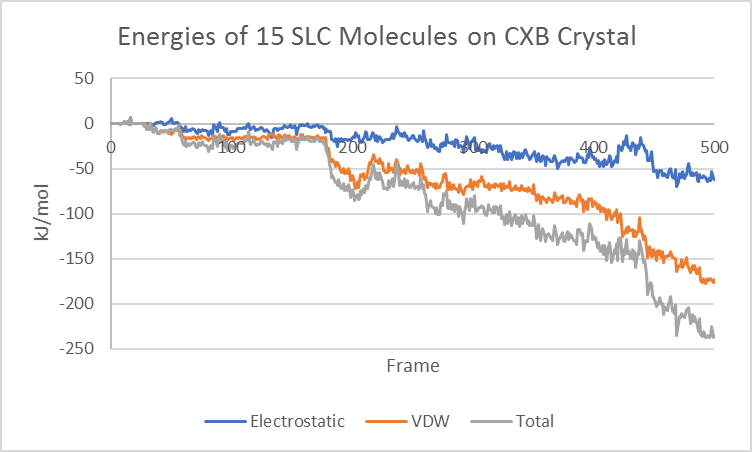 Energies of 15 SLC Molecules on CXB Crystal
50
0
-50
-100
-150
-200
-250
kJ/mol
0 100 200 300 400 500
Frame
Electrostatic VDW Total